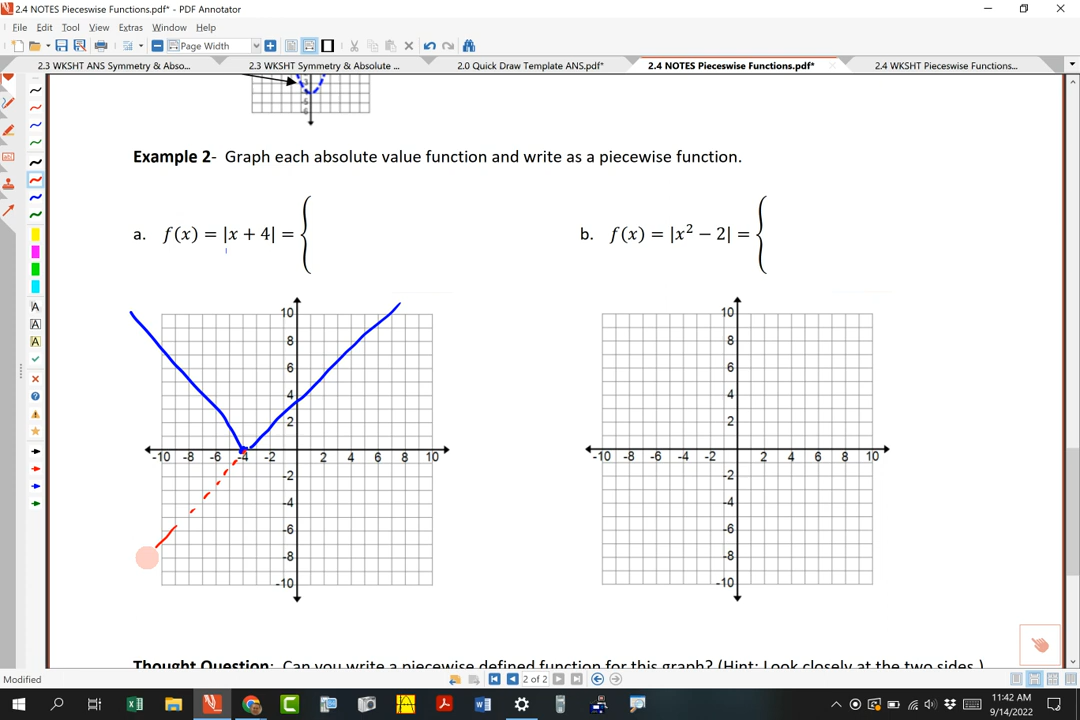 2.4 NOTES Piecewise Functions.pdf* - PDF Annotator
File Edit Tool View Extras Window Help
Page Width
2.3 WKSHT ANS Symmetry & Abso... 2.3 WKSHT Symmetry & Absolute ... 2.0 Quick Draw Template ANS.pdf* 2.4 NOTES Piecewise Functions.pdf* 2.4 WKSHT Piecewise Functions...
Example 2- Graph each absolute value function and write as a piecewise function.
a. f(x) = |x + 4| = {
b. f(x) = |x² − 2| = {
10
8
6
4
2
-10 -8 -6 -4 -2 2 4 6 8 10
-2
-4
-6
-8
-10
10
8
6
4
2
-10 -8 -6 -4 -2 2 4 6 8 10
-2
-4
-6
-8
-10
Thought Question: Can you write a piecewise defined function for this graph? (Hint: Look closely at the two sides.)
Modified
2 of 2
11:42 AM
9/14/2022